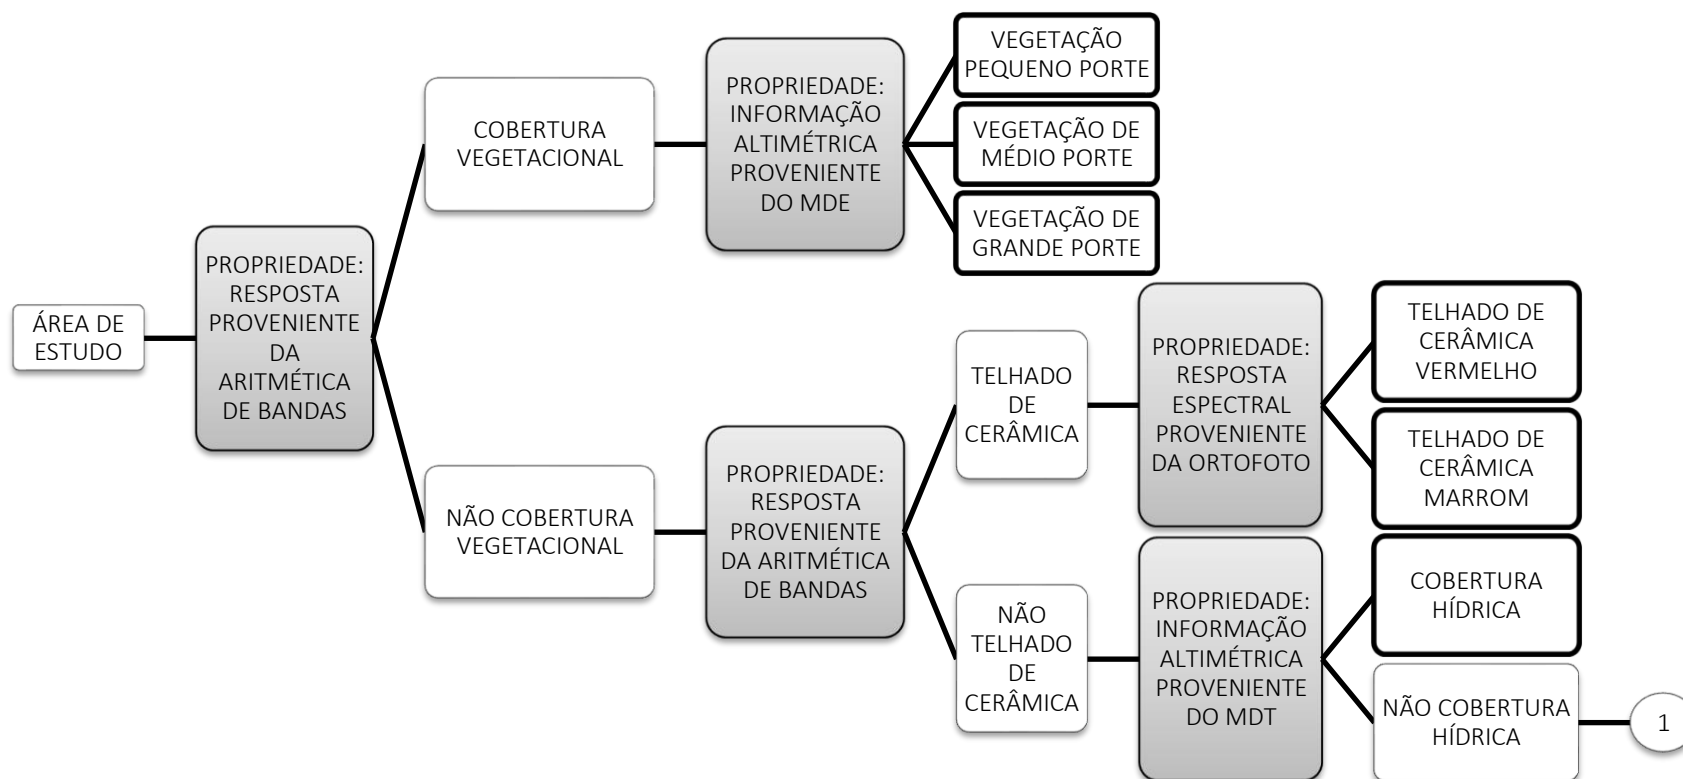 ÁREA DE
ESTUDO
PROPRIEDADE:
RESPOSTA
PROVENIENTE
DA
ARITMÉTICA
DE BANDAS
COBERTURA
VEGETACIONAL
PROPRIEDADE:
INFORMAÇÃO
ALTIMÉTRICA
PROVENIENTE
DO MDE
VEGETAÇÃO
PEQUENO PORTE
VEGETAÇÃO DE
MÉDIO PORTE
VEGETAÇÃO DE
GRANDE PORTE
NÃO COBERTURA
VEGETACIONAL
PROPRIEDADE:
RESPOSTA
PROVENIENTE
DA ARITMÉTICA
DE BANDAS
TELHADO
DE
CERÂMICA
PROPRIEDADE:
RESPOSTA
ESPECTRAL
PROVENIENTE
DA ORTOFOTO
TELHADO DE
CERÂMICA
VERMELHO
TELHADO DE
CERÂMICA
MARROM
NÃO
TELHADO
DE
CERÂMICA
PROPRIEDADE:
INFORMAÇÃO
ALTIMÉTRICA
PROVENIENTE
DO MDT
COBERTURA
HÍDRICA
NÃO COBERTURA
HÍDRICA
1